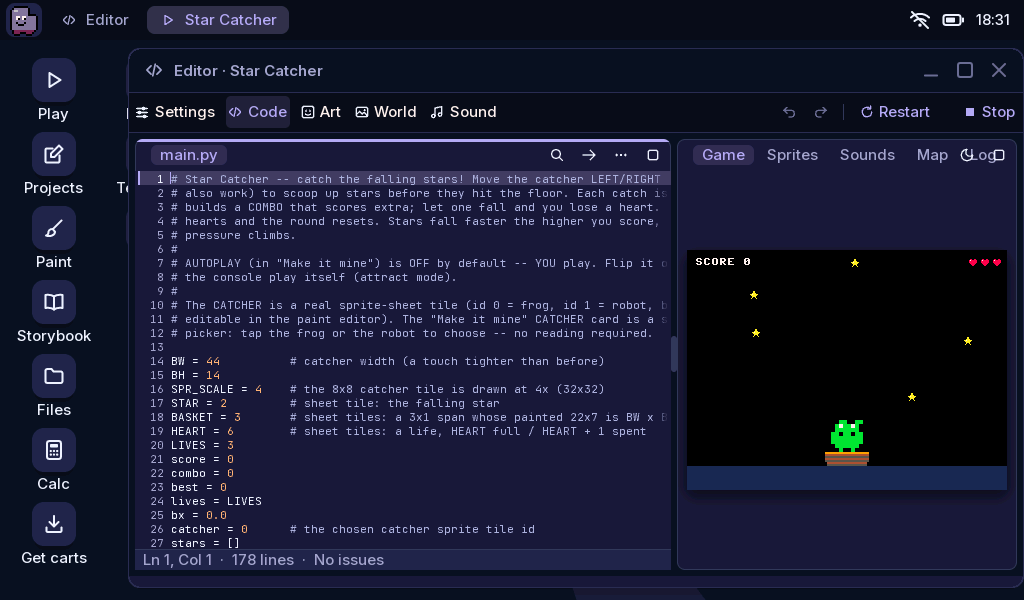 Editor
Star Catcher
18:31
Play
Projects
Paint
Storybook
Files
Calc
Get carts
Editor · Star Catcher
Settings
Code
Art
World
Sound
Restart
Stop
main.py
1 # Star Catcher -- catch the falling stars! Move the catcher LEFT/RIGHT
2 # also work) to scoop up stars before they hit the floor. Each catch is
3 # builds a COMBO that scores extra; let one fall and you lose a heart.
4 # hearts and the round resets. Stars fall faster the higher you score,
5 # pressure climbs.
6 #
7 # AUTOPLAY (in "Make it mine") is OFF by default -- YOU play. Flip it o
8 # the console play itself (attract mode).
9 #
10 # The CATCHER is a real sprite-sheet tile (id 0 = frog, id 1 = robot, b
11 # editable in the paint editor). The "Make it mine" CATCHER card is a s
12 # picker: tap the frog or the robot to choose -- no reading required.
13
14 BW = 44 # catcher width (a touch tighter than before)
15 BH = 14
16 SPR_SCALE = 4 # the 8x8 catcher tile is drawn at 4x (32x32)
17 STAR = 2 # sheet tile: the falling star
18 BASKET = 3 # sheet tiles: a 3x1 span whose painted 22x7 is BW x B
19 HEART = 6 # sheet tiles: a life, HEART full / HEART + 1 spent
20 LIVES = 3
21 score = 0
22 combo = 0
23 best = 0
24 lives = LIVES
25 bx = 0.0
26 catcher = 0 # the chosen catcher sprite tile id
27 stars = []
Ln 1, Col 1 · 178 lines · No issues
Game
Sprites
Sounds
Map
Log
SCORE 0